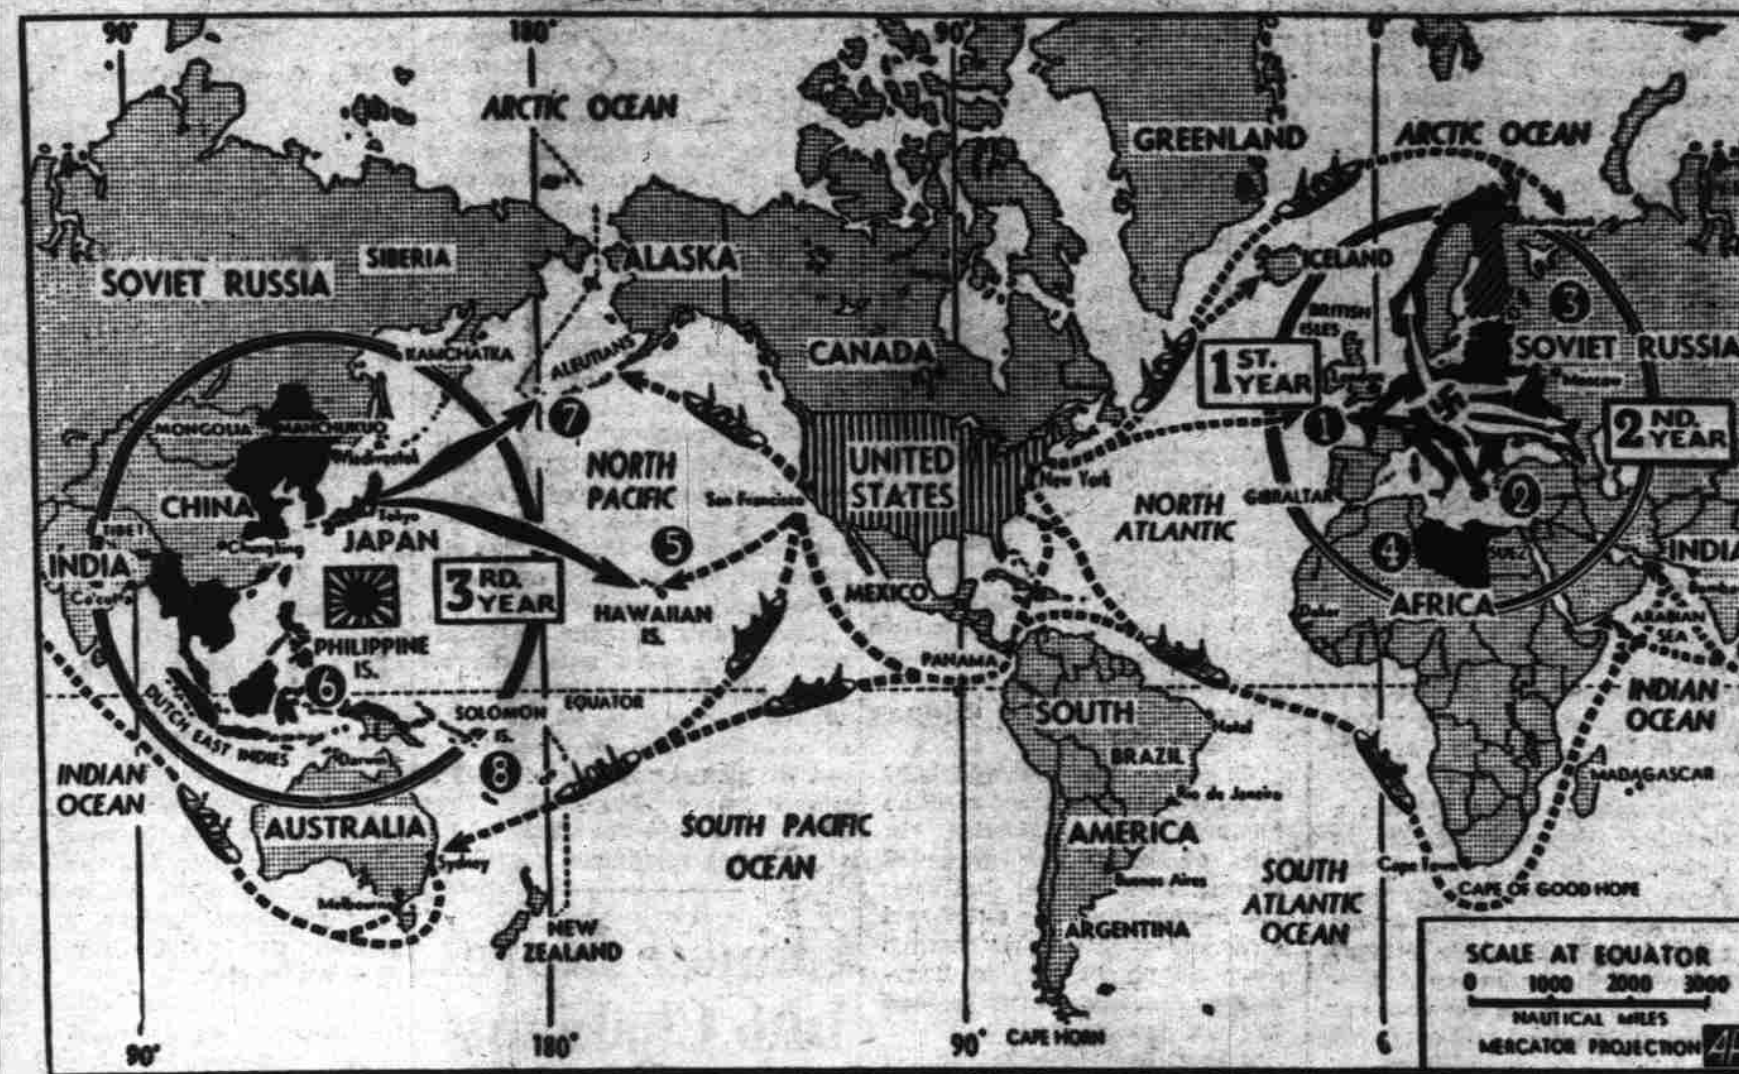 90°
180°
90°
0
ARCTIC OCEAN
GREENLAND
ARCTIC OCEAN
SIBERIA
SOVIET RUSSIA
ALASKA
ICELAND
3
BRITISH
ISLES
KAMCHATKA
ALEUTIANS
CANADA
1 ST.
YEAR
SOVIET RUSSIA
Moscow
7
1
2 ND.
YEAR
MONGOLIA
MANCHUKUO
Vladivostok
NORTH
PACIFIC
UNITED
STATES
New York
San Francisco
GIBRALTAR
2
CHINA
Tokyo
NORTH
ATLANTIC
TIBET
Chungking
JAPAN
5
4
SUEZ
INDIA
INDIA
Calcutta
3 RD.
YEAR
HAWAIIAN
IS.
MEXICO
AFRICA
Dakar
Bombay
ARABIAN
SEA
PHILIPPINE
IS.
PANAMA
6
EQUATOR
SOLOMON
IS.
DUTCH EAST INDIES
Darwin
SOUTH
Natal
BRAZIL
INDIAN
OCEAN
INDIAN
OCEAN
8
MADAGASCAR
Rio de Janeiro
AUSTRALIA
Sydney
SOUTH PACIFIC
OCEAN
AMERICA
Melbourne
Buenos Aires
SOUTH
ATLANTIC
OCEAN
Cape Town
CAPE OF GOOD HOPE
NEW
ZEALAND
ARGENTINA
CAPE HORN
SCALE AT EQUATOR
0 1000 2000 3000
NAUTICAL MILES
MERCATOR PROJECTION
90°
180°
90°
6